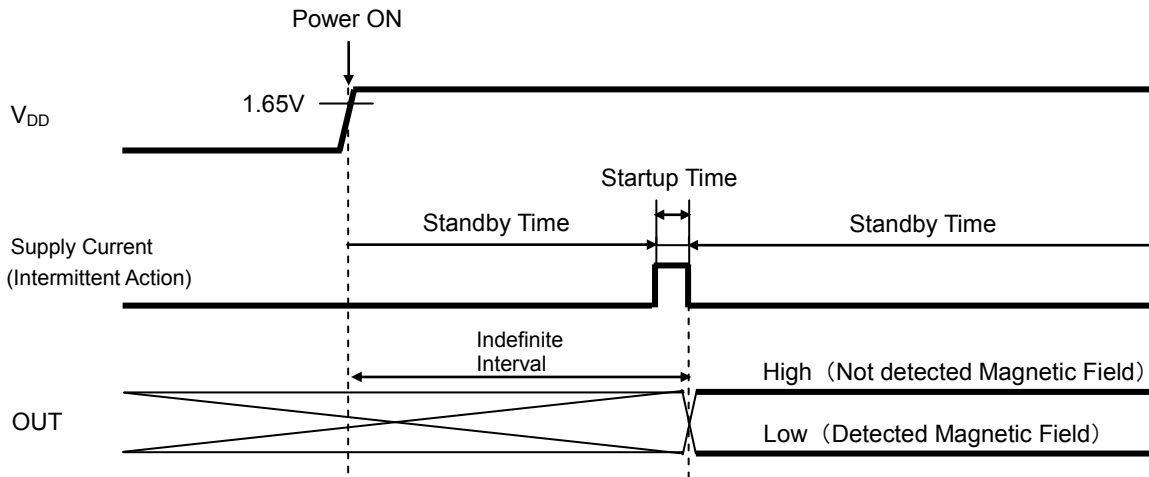 Power ON
1.65V
VDD
Startup Time
Standby Time
Standby Time
Supply Current
(Intermittent Action)
Indefinite
Interval
High（Not detected Magnetic Field）
OUT
Low（Detected Magnetic Field）